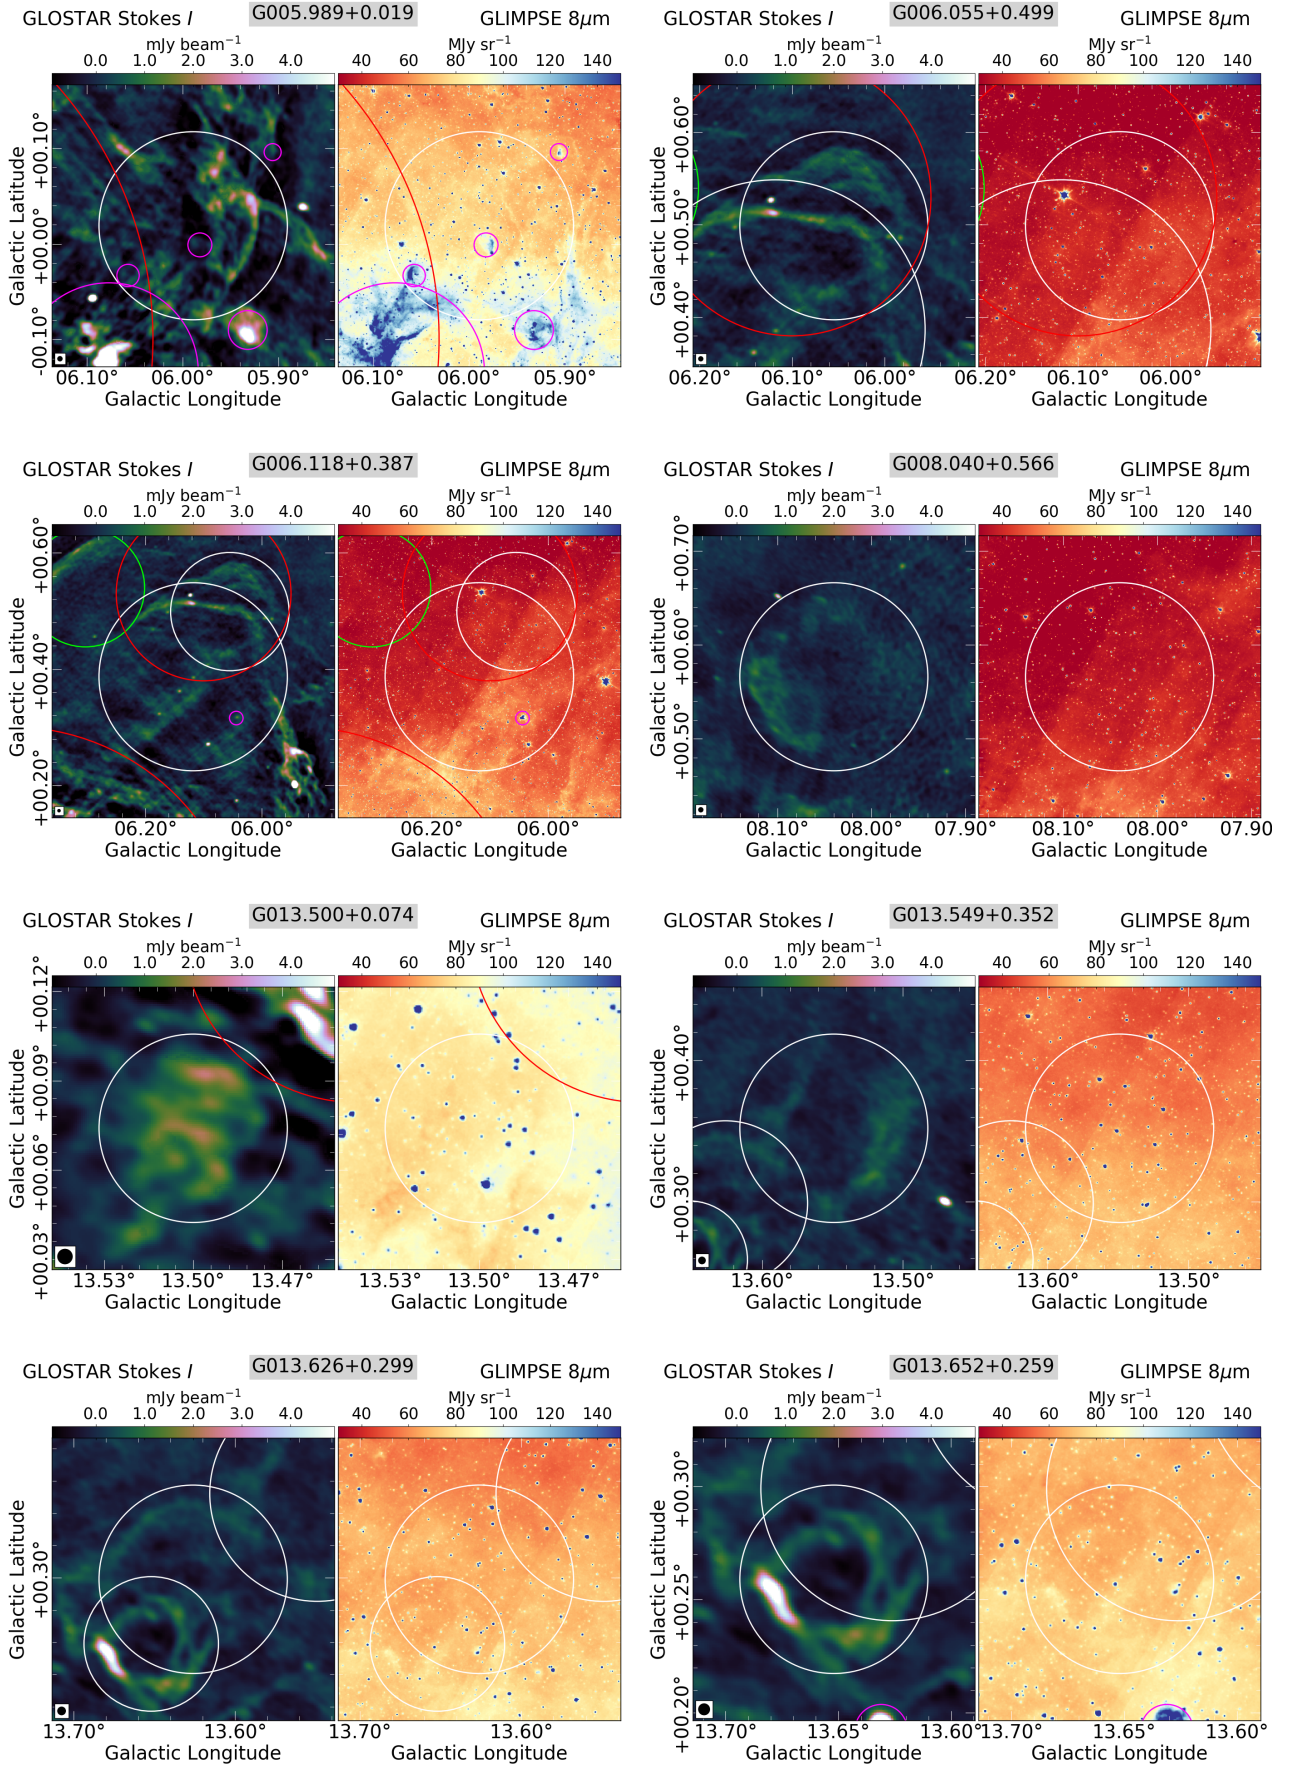 GLOSTAR Stokes I G005.989+0.019 GLIMPSE 8μm
mJy beam⁻¹ MJy sr⁻¹
0.0 1.0 2.0 3.0 4.0 40 60 80 100 120 140
Galactic Latitude
+00.10°
+00.00°
-00.10°
06.10° 06.00° 05.90° 06.10° 06.00° 05.90°
Galactic Longitude Galactic Longitude
GLOSTAR Stokes I G006.055+0.499 GLIMPSE 8μm
mJy beam⁻¹ MJy sr⁻¹
0.0 1.0 2.0 3.0 4.0 40 60 80 100 120 140
Galactic Latitude
+00.60°
+00.50°
+00.40°
06.20° 06.10° 06.00° 06.20° 06.10° 06.00°
Galactic Longitude Galactic Longitude
GLOSTAR Stokes I G006.118+0.387 GLIMPSE 8μm
mJy beam⁻¹ MJy sr⁻¹
0.0 1.0 2.0 3.0 4.0 40 60 80 100 120 140
Galactic Latitude
+00.60°
+00.40°
+00.20°
06.20° 06.00° 06.20° 06.00°
Galactic Longitude Galactic Longitude
GLOSTAR Stokes I G008.040+0.566 GLIMPSE 8μm
mJy beam⁻¹ MJy sr⁻¹
0.0 1.0 2.0 3.0 4.0 40 60 80 100 120 140
Galactic Latitude
+00.70°
+00.60°
+00.50°
08.10° 08.00° 07.90 08.10° 08.00° 07.90
Galactic Longitude Galactic Longitude
GLOSTAR Stokes I G013.500+0.074 GLIMPSE 8μm
mJy beam⁻¹ MJy sr⁻¹
0.0 1.0 2.0 3.0 4.0 40 60 80 100 120 140
Galactic Latitude
+00.12°
+00.09°
+00.06°
+00.03°
13.53° 13.50° 13.47° 13.53° 13.50° 13.47°
Galactic Longitude Galactic Longitude
GLOSTAR Stokes I G013.549+0.352 GLIMPSE 8μm
mJy beam⁻¹ MJy sr⁻¹
0.0 1.0 2.0 3.0 4.0 40 60 80 100 120 140
Galactic Latitude
+00.40°
+00.30°
13.60° 13.50° 13.60° 13.50°
Galactic Longitude Galactic Longitude
GLOSTAR Stokes I G013.626+0.299 GLIMPSE 8μm
mJy beam⁻¹ MJy sr⁻¹
0.0 1.0 2.0 3.0 4.0 40 60 80 100 120 140
Galactic Latitude
+00.30°
13.70° 13.60° 13.70° 13.60°
Galactic Longitude Galactic Longitude
GLOSTAR Stokes I G013.652+0.259 GLIMPSE 8μm
mJy beam⁻¹ MJy sr⁻¹
0.0 1.0 2.0 3.0 4.0 40 60 80 100 120 140
Galactic Latitude
+00.30°
+00.25°
+00.20°
13.70° 13.65° 13.60° 13.70° 13.65° 13.60°
Galactic Longitude Galactic Longitude